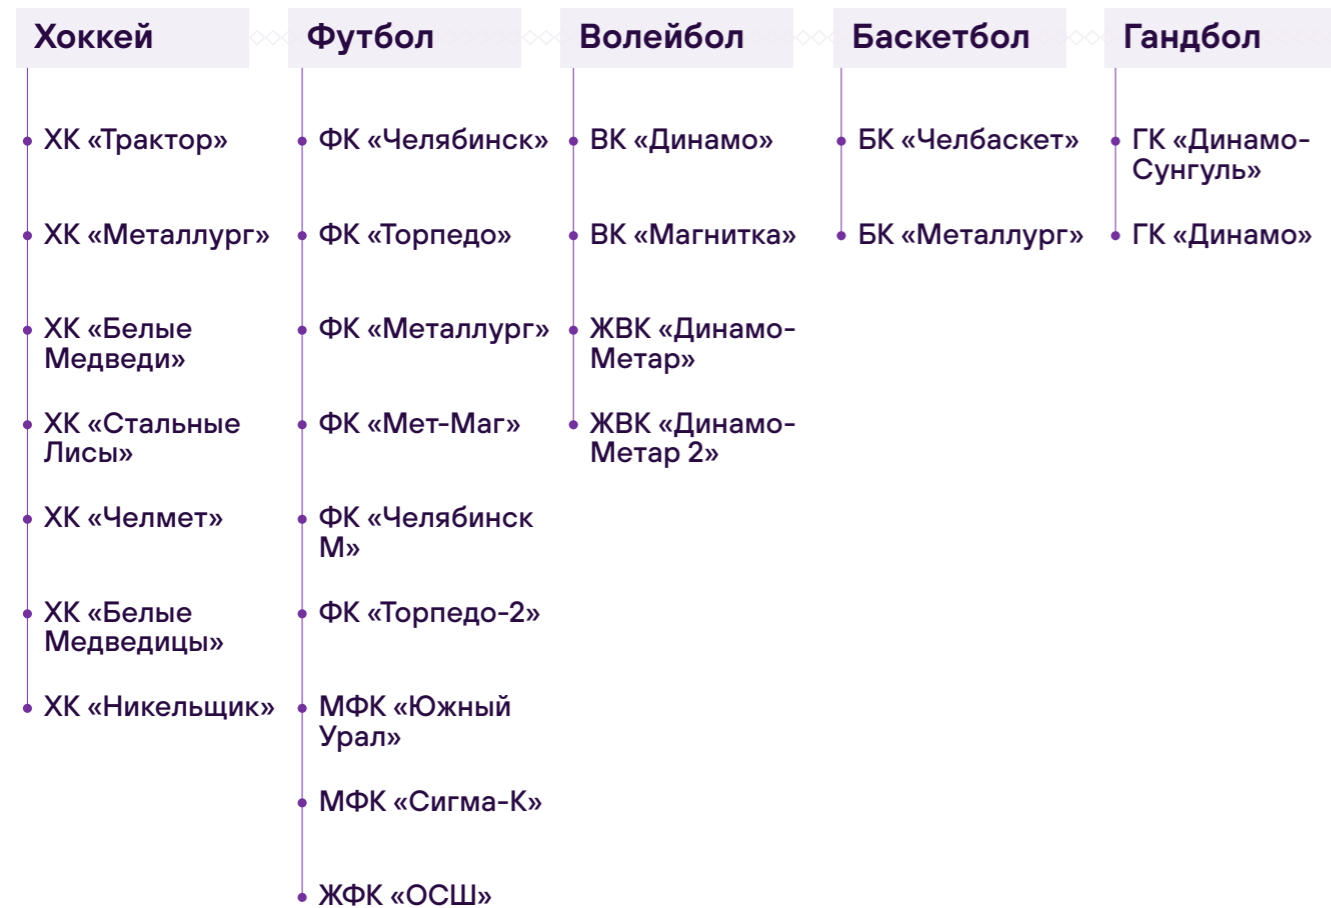 Хоккей
ХК «Трактор»
ХК «Металлург»
ХК «Белые
Медведи»
ХК «Стальные
Лисы»
ХК «Челмет»
ХК «Белые
Медведицы»
ХК «Никельщик»
Футбол
ФК «Челябинск»
ФК «Торпедо»
ФК «Металлург»
ФК «Мет-Маг»
ФК «Челябинск
М»
ФК «Торпедо-2»
МФК «Южный
Урал»
МФК «Сигма-К»
ЖФК «ОСШ»
Волейбол
ВК «Динамо»
ВК «Магнитка»
ЖВК «Динамо-
Метар»
ЖВК «Динамо-
Метар 2»
Баскетбол
БК «Челбаскет»
БК «Металлург»
Гандбол
ГК «Динамо-
Сунгуль»
ГК «Динамо»